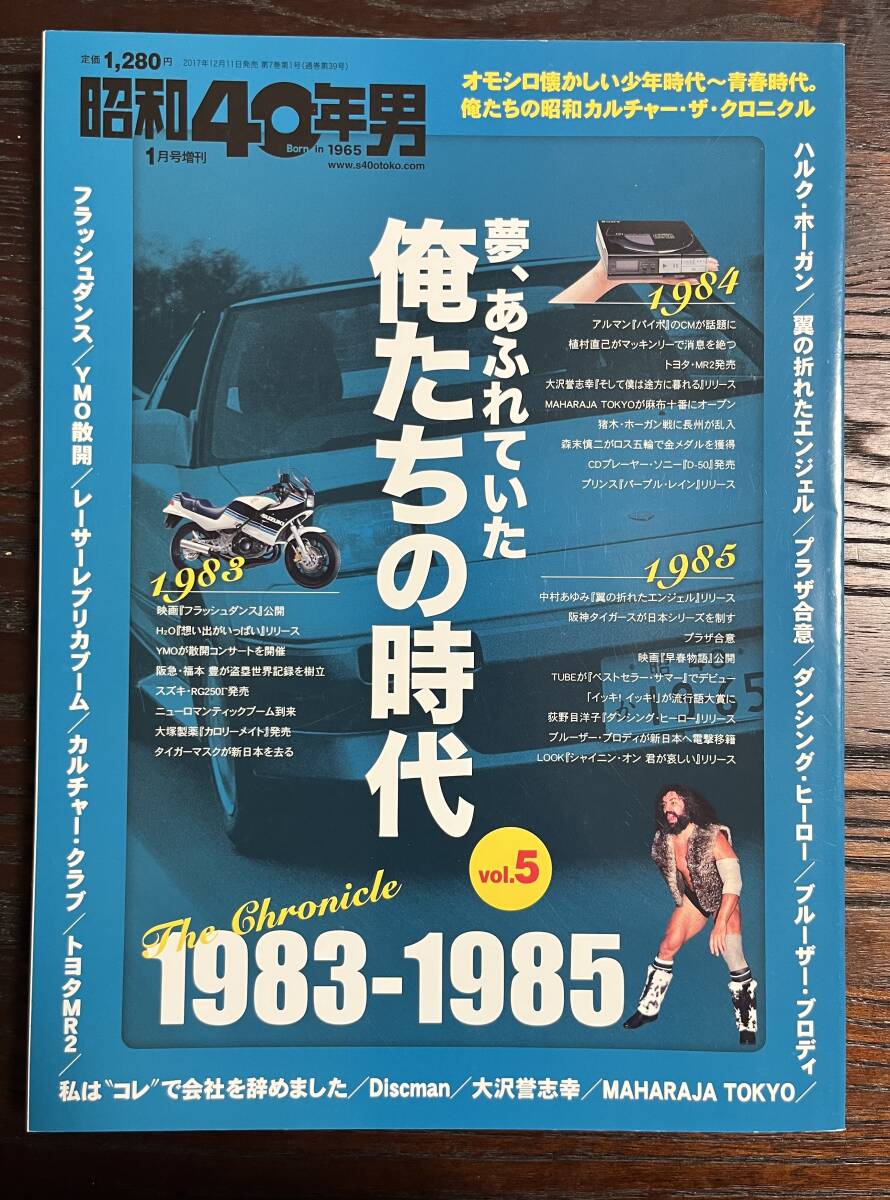 定価1,280円
2017年12月11日発売 第7巻第1号(通巻第39号)
昭和40年男
Born in 1965
1月号増刊
www.s40otoko.com
オモシロ懐かしい少年時代~青春時代。
俺たちの昭和カルチャー・ザ・クロニクル
ハルク・ホーガン/翼の折れたエンジェル/プラザ合意/ダンシング・ヒーロー/ブルーザー・ブロディ
夢、あふれていた
俺たちの時代
フラッシュダンス/YMO散開/レーサーレプリカブーム/カルチャー・クラブ/トヨタMR2/
1984
アルマン『パイポ』のCMが話題に
植村直己がマッキンリーで消息を絶つ
トヨタ・MR2発売
大沢誉志幸『そして僕は途方に暮れる』リリース
MAHARAJA TOKYOが麻布十番にオープン
猪木・ホーガン戦に長州が乱入
森末慎二がロス五輪で金メダルを獲得
CDプレーヤー・ソニー『D-50』発売
プリンス『パープル・レイン』リリース
SUZUKI
1983
映画『フラッシュダンス』公開
H₂O『想い出がいっぱい』リリース
YMOが散開コンサートを開催
阪急・福本 豊が盗塁世界記録を樹立
スズキ・RG250Γ発売
ニューロマンティックブーム到来
大塚製薬『カロリーメイト』発売
タイガーマスクが新日本を去る
1985
中村あゆみ『翼の折れたエンジェル』リリース
阪神タイガースが日本シリーズを制す
プラザ合意
映画『早春物語』公開
TUBEが『ベストセラー・サマー』でデビュー
「イッキ!イッキ!」が流行語大賞に
荻野目洋子『ダンシング・ヒーロー』リリース
ブルーザー・ブロディが新日本へ電撃移籍
LOOK『シャイニン・オン 君が哀しい』リリース
昭 40
1965
vol.5
The Chronicle
1983-1985
私は"コレ"で会社を辞めました/Discman/大沢誉志幸/MAHARAJA TOKYO/